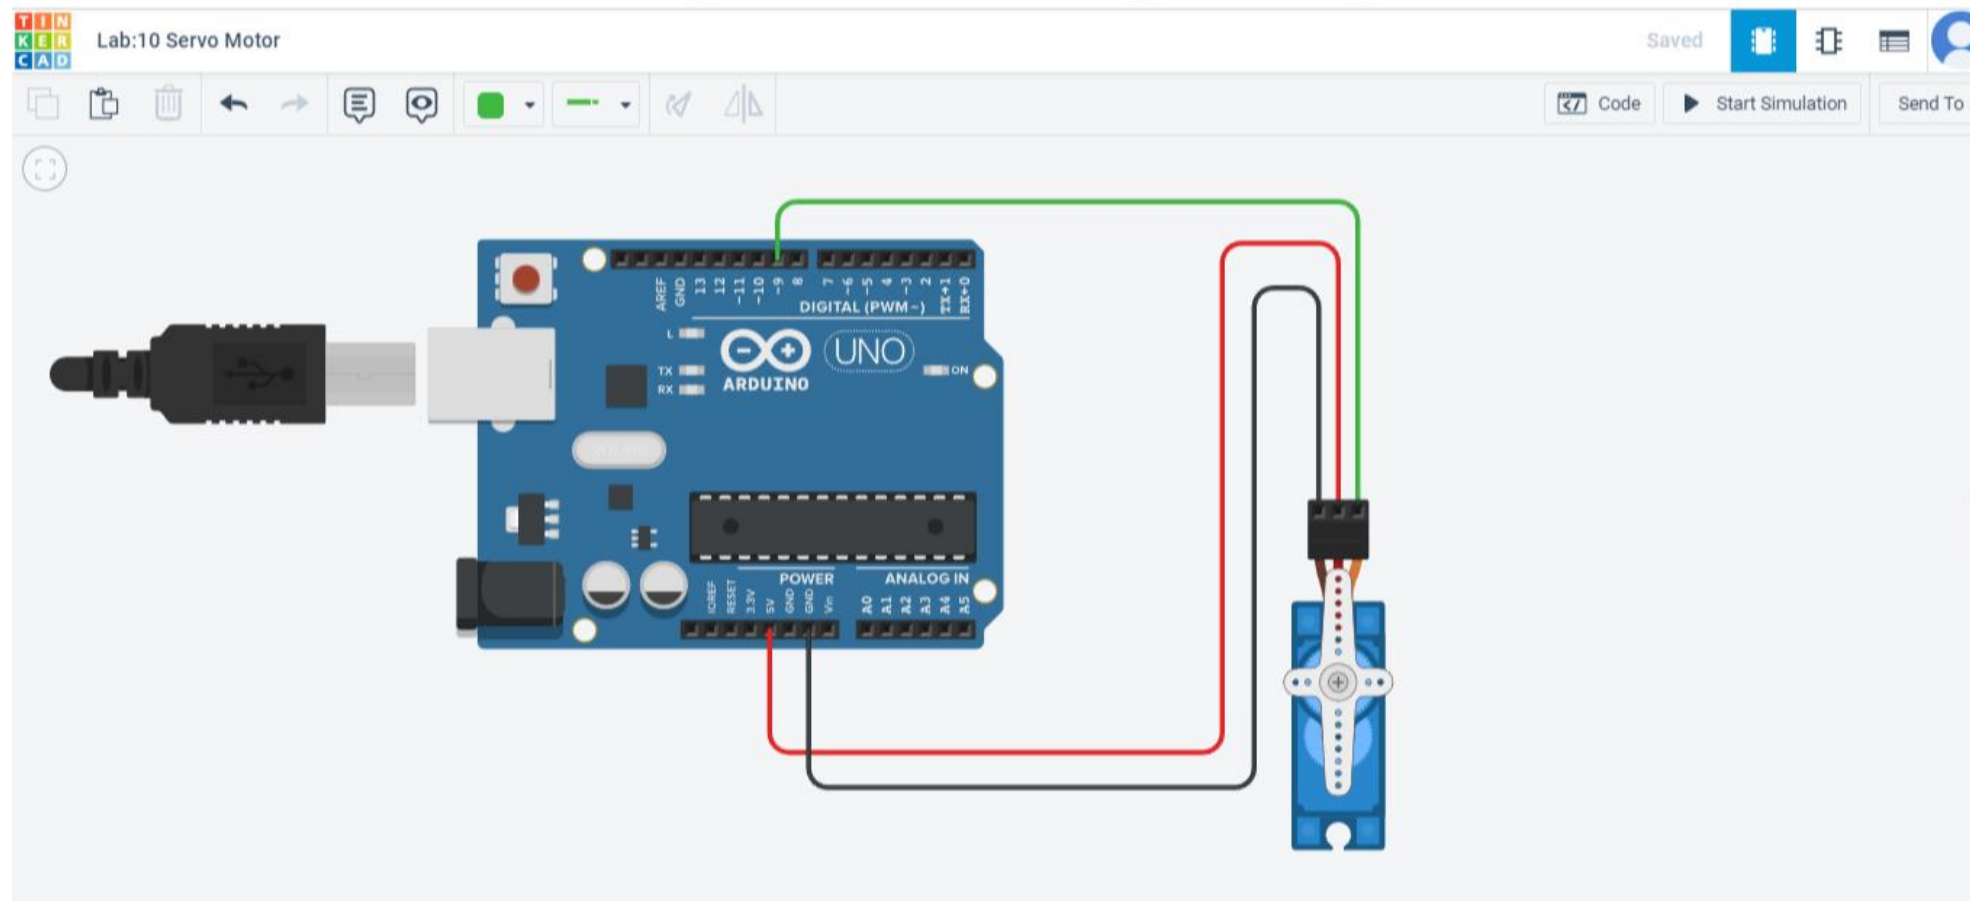 TIN
KER
CAD
Lab:10 Servo Motor
Saved
Code
Start Simulation
Send To
AREF
GND
13
12
~11
~10
~9
8
7
~6
~5
4
~3
2
TX→1
RX←0
DIGITAL (PWM~)
L
TX
RX
ARDUINO
UNO
ON
POWER
ANALOG IN
IOREF
RESET
3.3V
5V
GND
GND
Vin
A0
A1
A2
A3
A4
A5